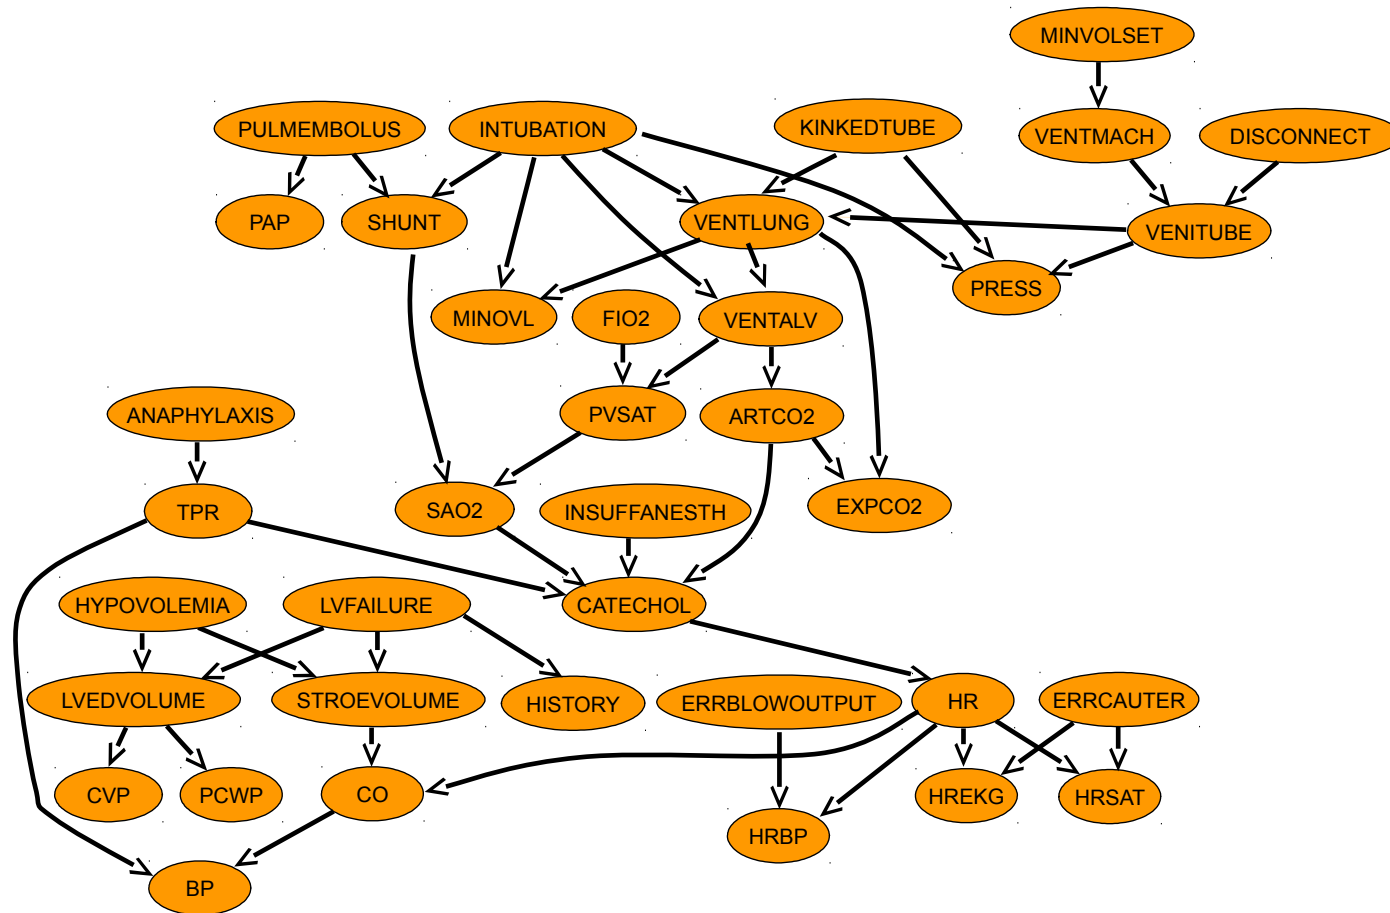 MINVOLSET
PULMEMBOLUS
INTUBATION
KINKEDTUBE
VENTMACH
DISCONNECT
PAP
SHUNT
VENTLUNG
VENITUBE
PRESS
MINOVL
FIO2
VENTALV
ANAPHYLAXIS
PVSAT
ARTCO2
TPR
SAO2
INSUFFANESTH
EXPCO2
HYPOVOLEMIA
LVFAILURE
CATECHOL
LVEDVOLUME
STROEVOLUME
HISTORY
ERRBLOWOUTPUT
HR
ERRCAUTER
CVP
PCWP
CO
HREKG
HRSAT
HRBP
BP